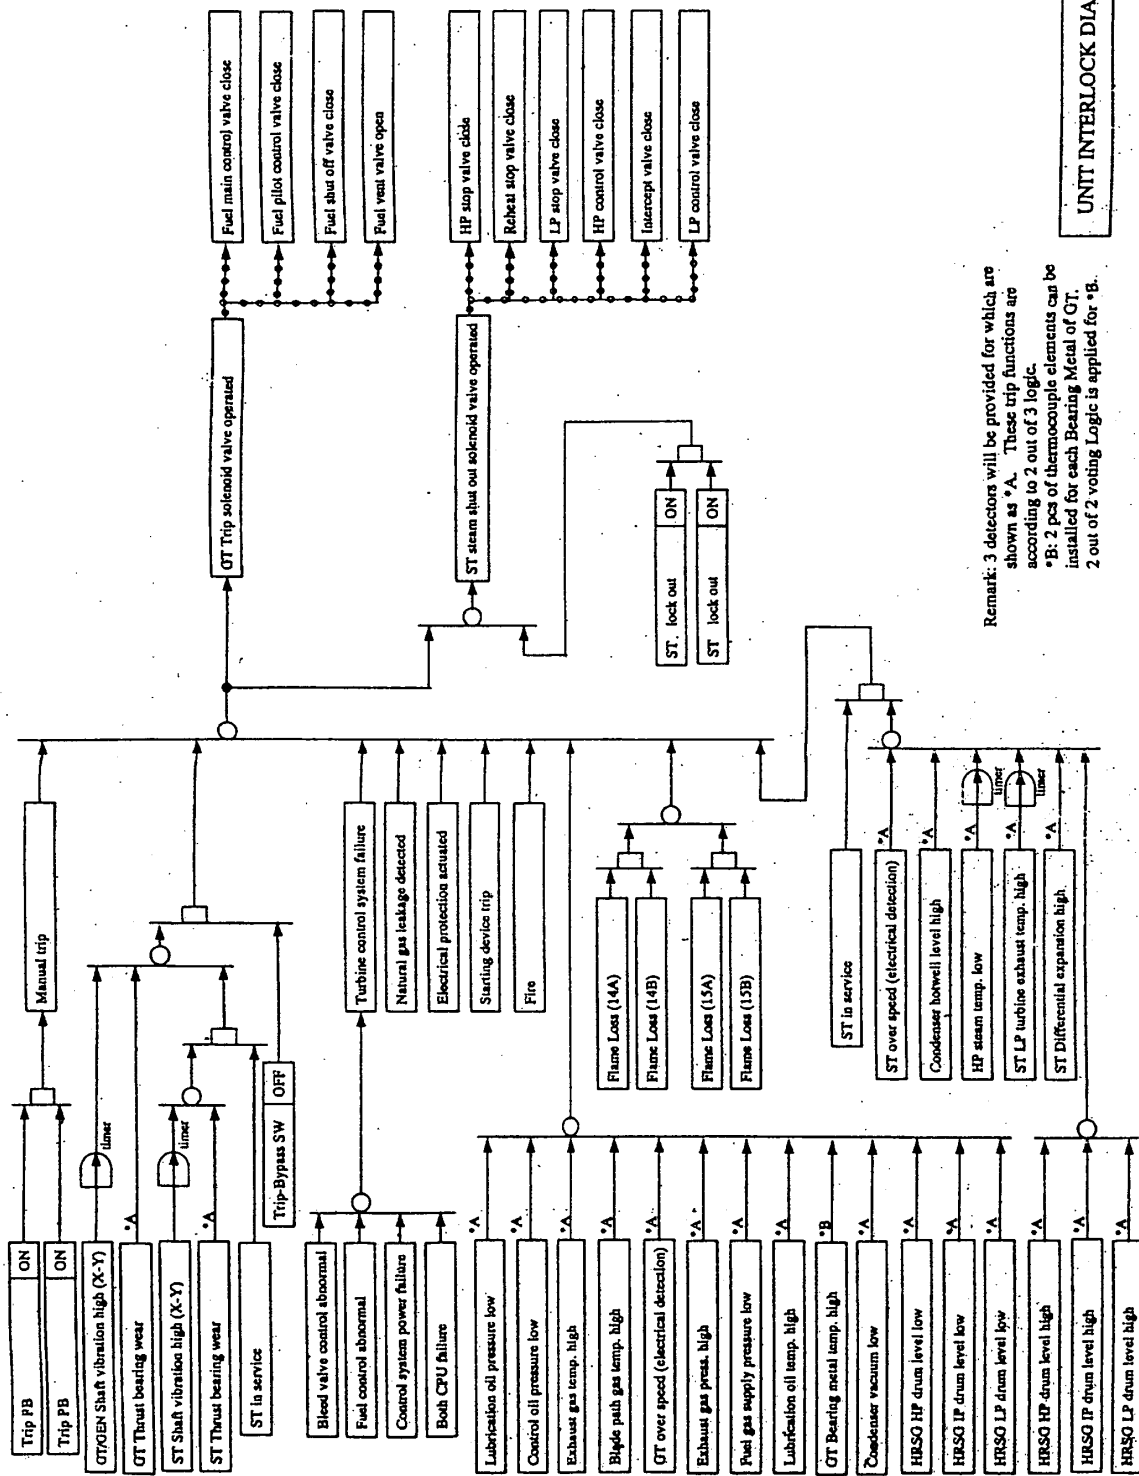 Trip PB ON
Trip PB ON
GT/GEN Shaft vibration high (X-Y)
timer
GT Thrust bearing wear
*A
ST Shaft vibration high (X-Y)
timer
ST Thrust bearing wear
*A
ST in service
Trip-Bypass SW OFF
Manual trip
Bleed valve control abnormal
Fuel control abnormal
Control system power failure
Both CPU failure
Turbine control system failure
Natural gas leakage detected
Electrical protection actuated
Starting device trip
Fire
Lubrication oil pressure low
*A
Control oil pressure low
*A
Exhaust gas temp. high
*A
Blade path gas temp. high
*A
GT over speed (electrical detection)
*A
Exhaust gas press. high
*A
Fuel gas supply pressure low
*A
Lubrication oil temp. high
*A
GT Bearing metal temp. high
*B
Condenser vacuum low
*A
HRSG HP drum level low
*A
HRSG IP drum level low
*A
HRSG LP drum level low
*A
HRSG HP drum level high
*A
HRSG IP drum level high
*A
HRSG LP drum level high
*A
Flame Loss (14A)
Flame Loss (14B)
Flame Loss (15A)
Flame Loss (15B)
ST in service
ST over speed (electrical detection)
*A
Condenser hotwell level high
*A
HP steam temp. low
*A
timer
ST LP turbine exhaust temp. high
*A
timer
ST Differential expansion high
*A
GT Trip solenoid valve operated
Fuel main control valve close
Fuel pilot control valve close
Fuel shut off valve close
Fuel vent valve open
ST steam shut out solenoid valve operated
HP stop valve close
Reheat stop valve close
LP stop valve close
HP control valve close
Intercept valve close
LP control valve close
ST. lock out ON
ST lock out ON
Remark: 3 detectors will be provided for which are
shown as *A. These trip functions are
according to 2 out of 3 logic.
*B: 2 pcs of thermocouple elements can be
installed for each Bearing Metal of GT.
2 out of 2 voting Logic is applied for *B.
UNIT INTERLOCK DIA